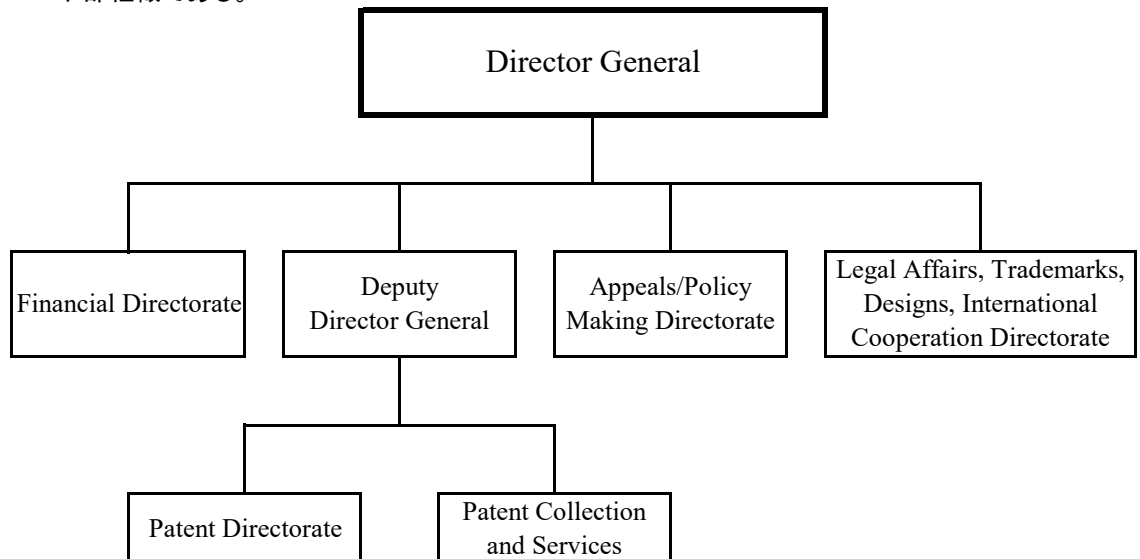 Director General
Financial Directorate
Deputy
Director General
Appeals/Policy
Making Directorate
Legal Affairs, Trademarks,
Designs, International
Cooperation Directorate
Patent Directorate
Patent Collection
and Services